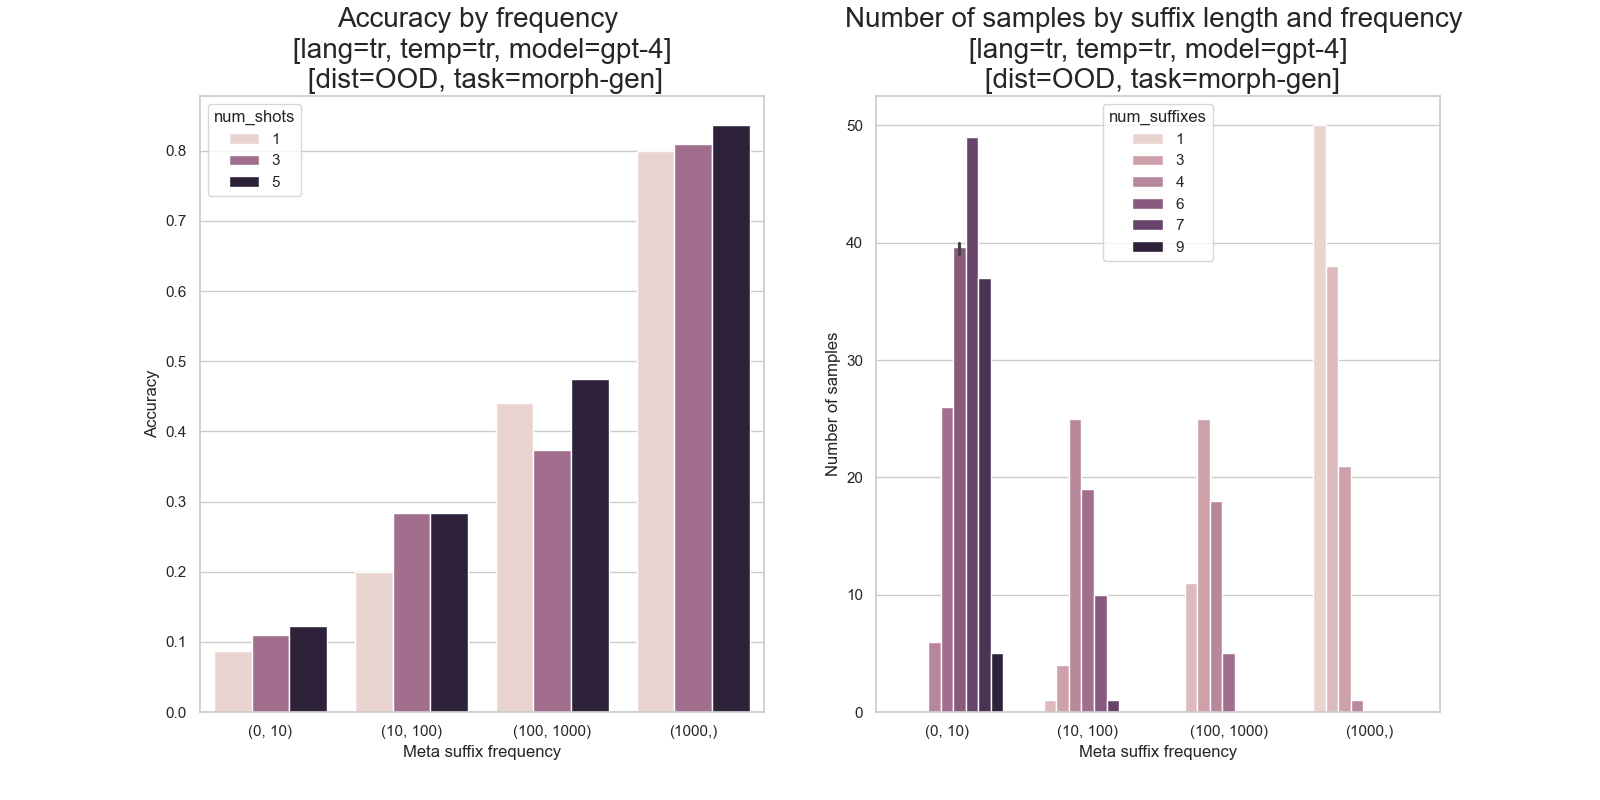 Accuracy by frequency
[lang=tr, temp=tr, model=gpt-4]
[dist=OOD, task=morph-gen]
num_shots
1
3
5
Accuracy
0.8
0.7
0.6
0.5
0.4
0.3
0.2
0.1
0.0
(0, 10)
(10, 100)
(100, 1000)
(1000,)
Meta suffix frequency
Number of samples by suffix length and frequency
[lang=tr, temp=tr, model=gpt-4]
[dist=OOD, task=morph-gen]
num_suffixes
1
3
4
6
7
9
Number of samples
50
40
30
20
10
0
(0, 10)
(10, 100)
(100, 1000)
(1000,)
Meta suffix frequency